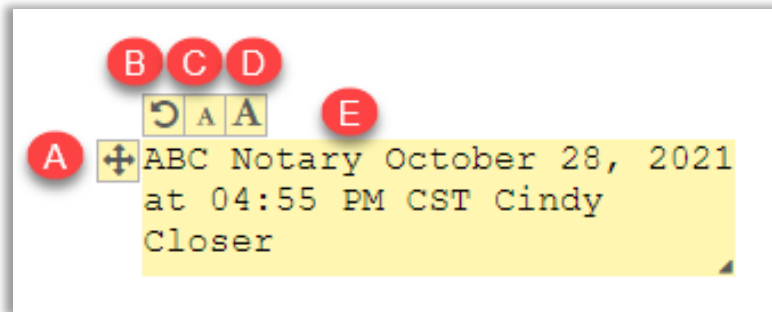 B C D
A A
E
A
ABC Notary October 28, 2021
at 04:55 PM CST Cindy
Closer